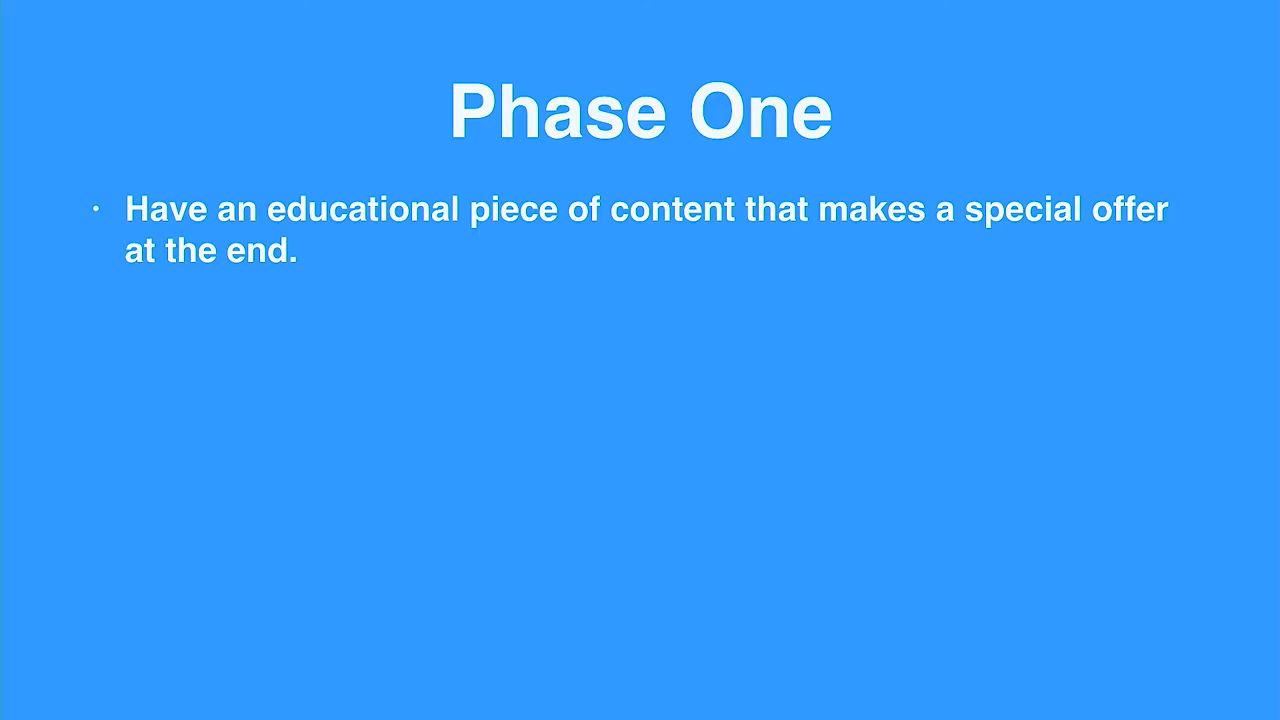 Phase One
· Have an educational piece of content that makes a special offer
at the end.